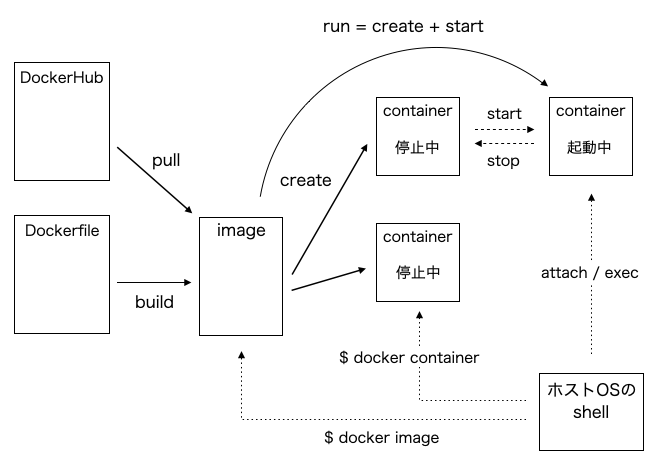 run = create + start
DockerHub
container
停止中
start
stop
container
起動中
pull
create
Dockerfile
image
container
停止中
build
attach / exec
$ docker container
ホストOSの
shell
$ docker image